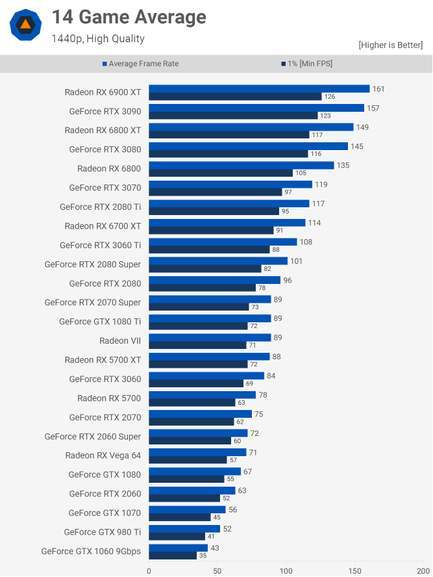 14 Game Average
1440p, High Quality
[Higher is Better]
Average Frame Rate 1% [Min FPS]
Radeon RX 6900 XT 161 126
GeForce RTX 3090 157 123
Radeon RX 6800 XT 149 117
GeForce RTX 3080 145 116
Radeon RX 6800 135 105
GeForce RTX 3070 119 97
GeForce RTX 2080 Ti 117 95
Radeon RX 6700 XT 114 91
GeForce RTX 3060 Ti 108 88
GeForce RTX 2080 Super 101 82
GeForce RTX 2080 96 78
GeForce RTX 2070 Super 89 73
GeForce GTX 1080 Ti 89 72
Radeon VII 89 71
Radeon RX 5700 XT 88 72
GeForce RTX 3060 84 69
Radeon RX 5700 78 63
GeForce RTX 2070 75 62
GeForce RTX 2060 Super 72 60
Radeon RX Vega 64 71 57
GeForce GTX 1080 67 55
GeForce RTX 2060 63 52
GeForce GTX 1070 56 45
GeForce GTX 980 Ti 52 41
GeForce GTX 1060 9Gbps 43 35
0 50 100 150 200